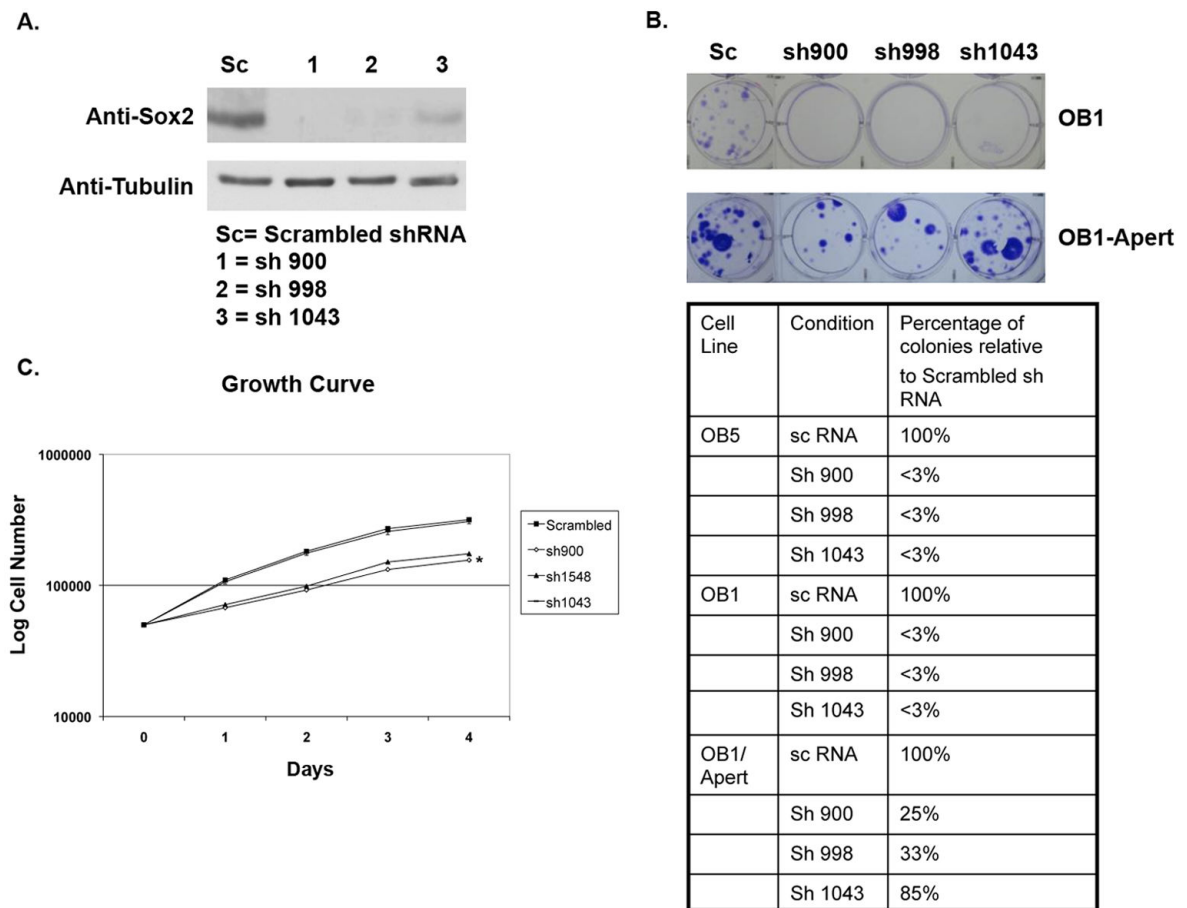 A.
Sc 1 2 3
Anti-Sox2
Anti-Tubulin
Sc= Scrambled shRNA
1 = sh 900
2 = sh 998
3 = sh 1043
B.
Sc sh900 sh998 sh1043
OB1
OB1-Apert
Cell Line Condition Percentage of colonies relative to Scrambled sh RNA
OB5 sc RNA 100%
Sh 900 <3%
Sh 998 <3%
Sh 1043 <3%
OB1 sc RNA 100%
Sh 900 <3%
Sh 998 <3%
Sh 1043 <3%
OB1/ Apert sc RNA 100%
Sh 900 25%
Sh 998 33%
Sh 1043 85%
C.
Growth Curve
Log Cell Number
1000000
100000
10000
0 1 2 3 4
Days
*
Scrambled
sh900
sh1548
sh1043